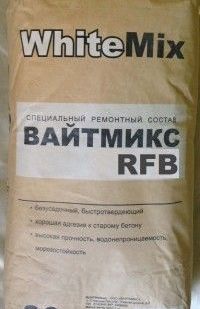 WhiteMix
СПЕЦИАЛЬНЫЙ РЕМОНТНЫЙ СОСТАВ
ВАЙТМИКС
RFB
• безусадочный, быстротвердеющий
• хорошая адгезия к старому бетону
• высокая прочность, водонепроницаемость,
морозостойкость